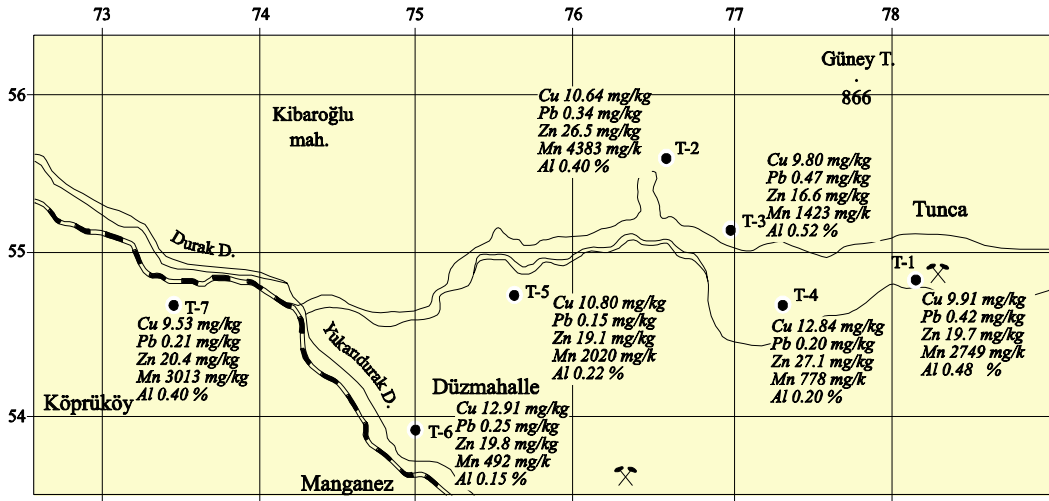 73 74 75 76 77 78
Güney T.
866
56
Cu 10.64 mg/kg
Pb 0.34 mg/kg
Zn 26.5 mg/kg
Mn 4383 mg/k
Al 0.40 %
Kibaroğlu
mah.
T-2
Cu 9.80 mg/kg
Pb 0.47 mg/kg
Zn 16.6 mg/kg
Mn 1423 mg/k
Al 0.52 %
T-3
Tunca
Durak D.
55
T-1
Cu 9.91 mg/kg
Pb 0.42 mg/kg
Zn 19.7 mg/kg
Mn 2749 mg/k
Al 0.48 %
T-4
Cu 12.84 mg/kg
Pb 0.20 mg/kg
Zn 27.1 mg/kg
Mn 778 mg/k
Al 0.20 %
T-5
Cu 10.80 mg/kg
Pb 0.15 mg/kg
Zn 19.1 mg/kg
Mn 2020 mg/k
Al 0.22 %
T-7
Cu 9.53 mg/kg
Pb 0.21 mg/kg
Zn 20.4 mg/kg
Mn 3013 mg/kg
Al 0.40 %
Yukarıdurak D.
Düzmahalle
Köprüköy
54
T-6
Cu 12.91 mg/kg
Pb 0.25 mg/kg
Zn 19.8 mg/kg
Mn 492 mg/k
Al 0.15 %
Manganez